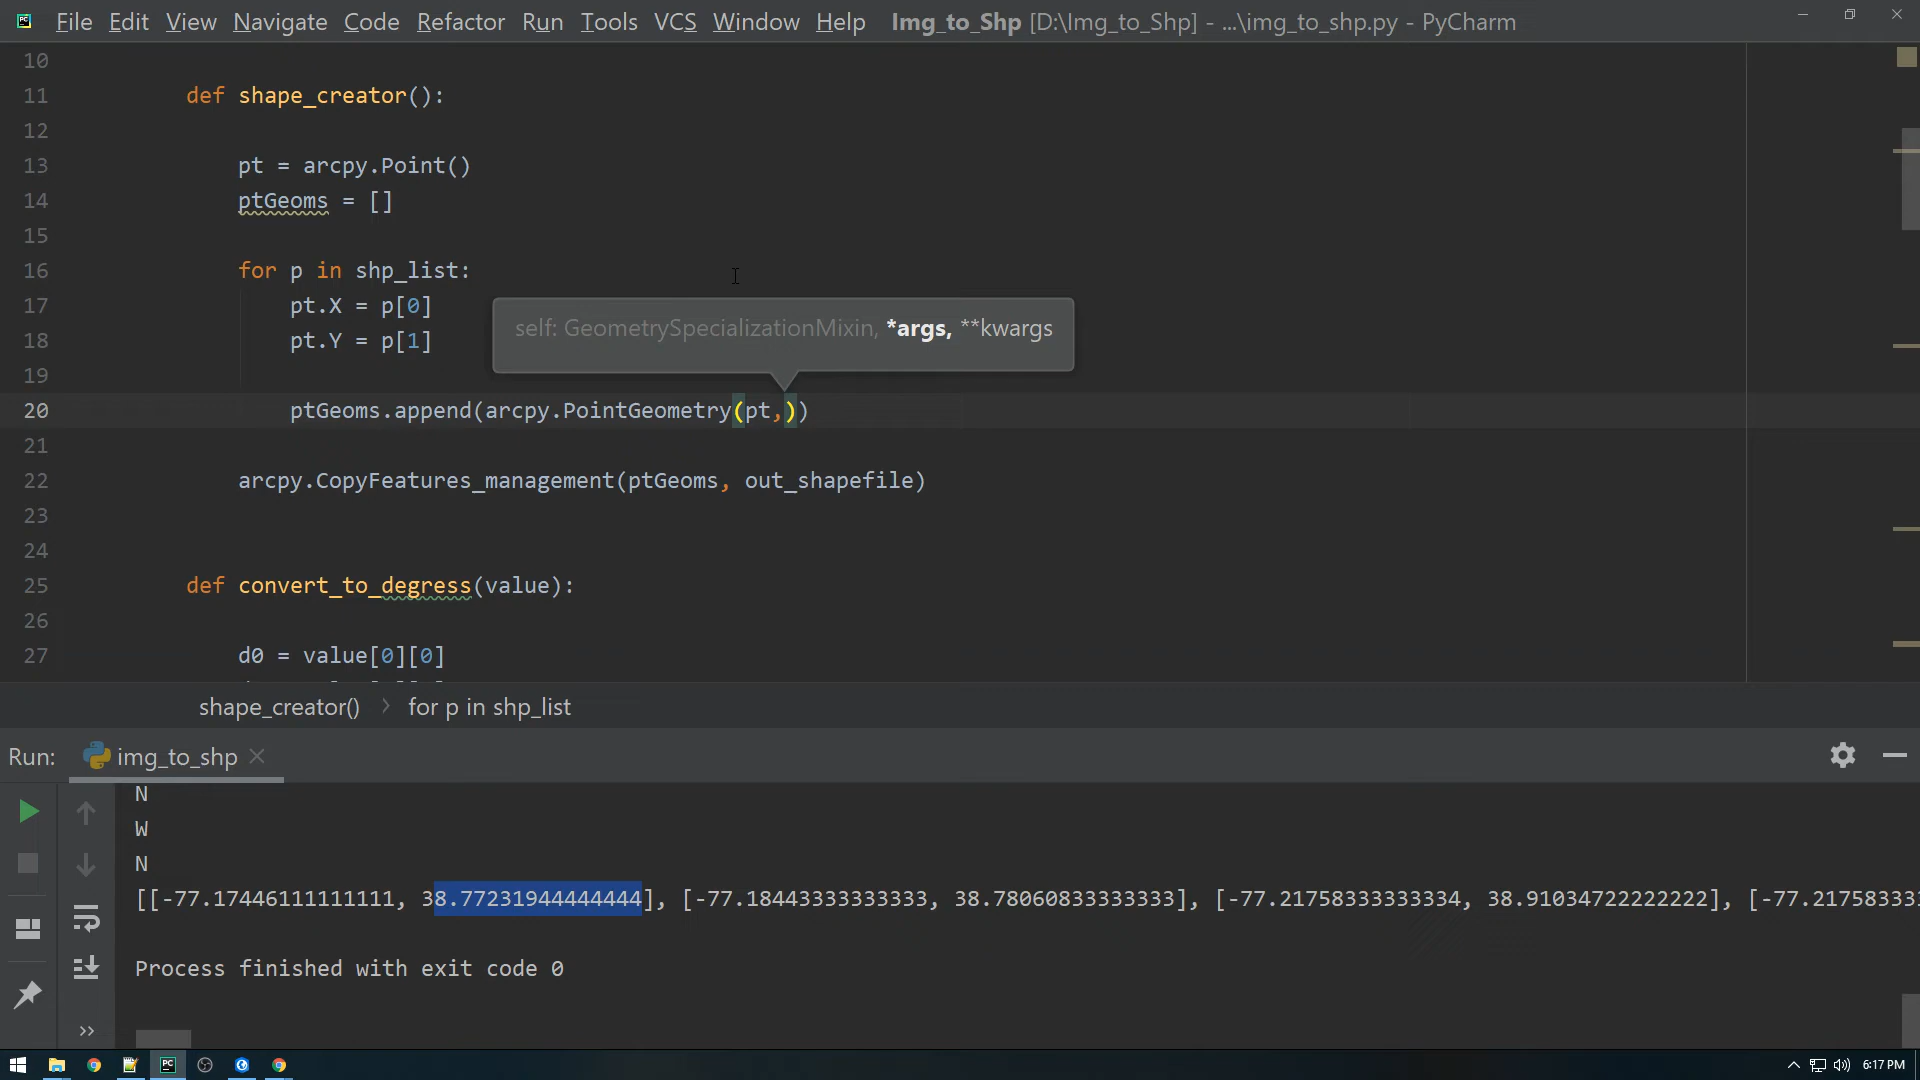 File Edit View Navigate Code Refactor Run Tools VCS Window Help Img_to_Shp [D:\Img_to_Shp] - ...\img_to_shp.py - PyCharm
10
11 def shape_creator():
12
13 pt = arcpy.Point()
14 ptGeoms = []
15
16 for p in shp_list:
17 pt.X = p[0]
self: GeometrySpecializationMixin, *args, **kwargs
18 pt.Y = p[1]
19
20 ptGeoms.append(arcpy.PointGeometry(pt,))
21
22 arcpy.CopyFeatures_management(ptGeoms, out_shapefile)
23
24
25 def convert_to_degress(value):
26
27 d0 = value[0][0]
shape_creator() > for p in shp_list
Run: img_to_shp
N
W
N
[[-77.17446111111111, 38.77231944444444], [-77.18443333333333, 38.78060833333333], [-77.21758333333334, 38.91034722222222], [-77.2175833333
Process finished with exit code 0
6:17 PM